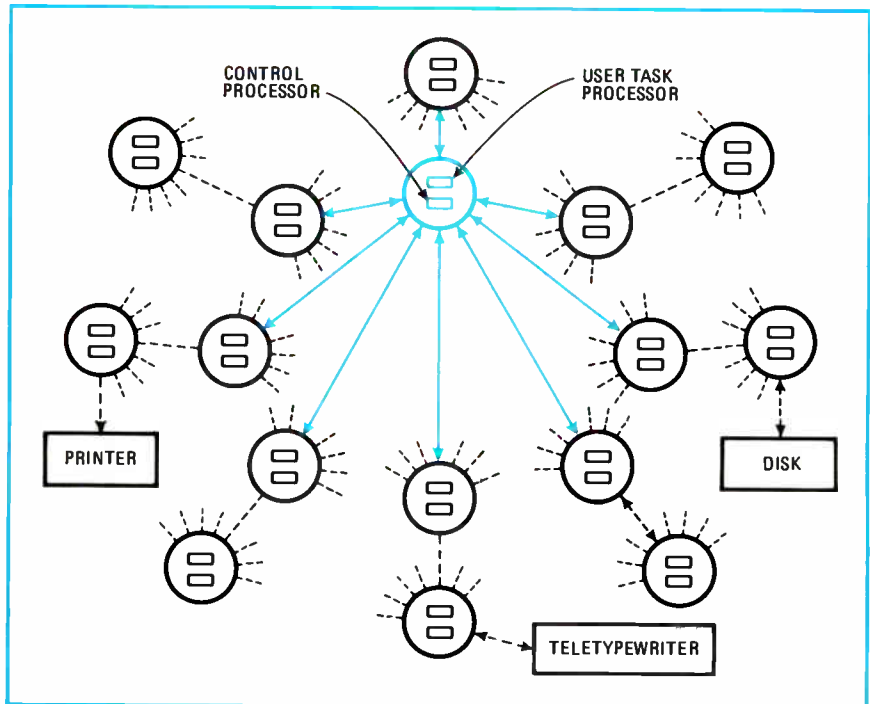 CONTROL
PROCESSOR
USER TASK
PROCESSOR
PRINTER
DISK
TELETYPEWRITER